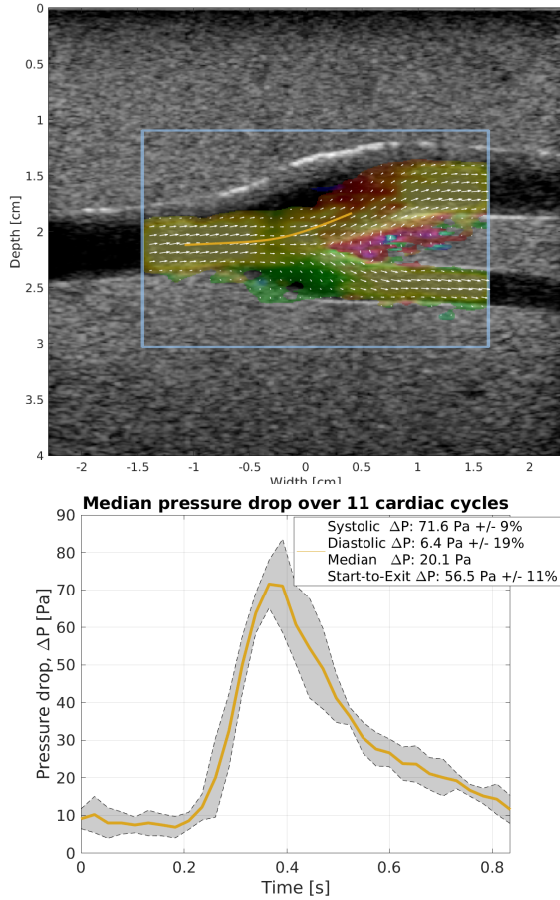 0
0.5
1
1.5
2
2.5
3
3.5
4
Depth [cm]
-2 -1.5 -1 -0.5 0 0.5 1 1.5 2
Width [cm]
Median pressure drop over 11 cardiac cycles
Systolic ΔP: 71.6 Pa +/- 9%
Diastolic ΔP: 6.4 Pa +/- 19%
Median ΔP: 20.1 Pa
Start-to-Exit ΔP: 56.5 Pa +/- 11%
90
80
70
60
50
40
30
20
10
0
Pressure drop, ΔP [Pa]
0 0.2 0.4 0.6 0.8
Time [s]